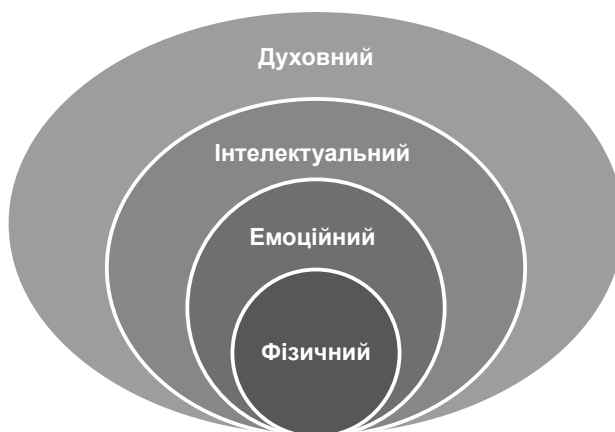 Духовний
Інтелектуальний
Емоційний
Фізичний